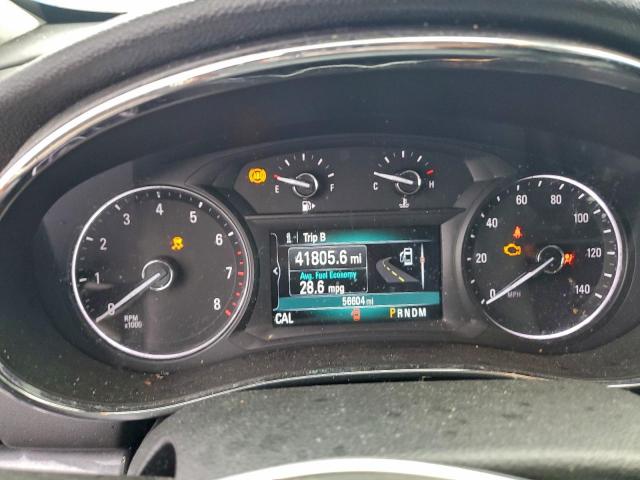 ABS
E F
C H
0 1 2 3 4 5 6 7 8
RPM
x1000
Trip B
41805.6 mi
Avg. Fuel Economy
28.6 mpg
56604 mi
CAL
PRNDM
0 20 40 60 80 100 120 140
MPH